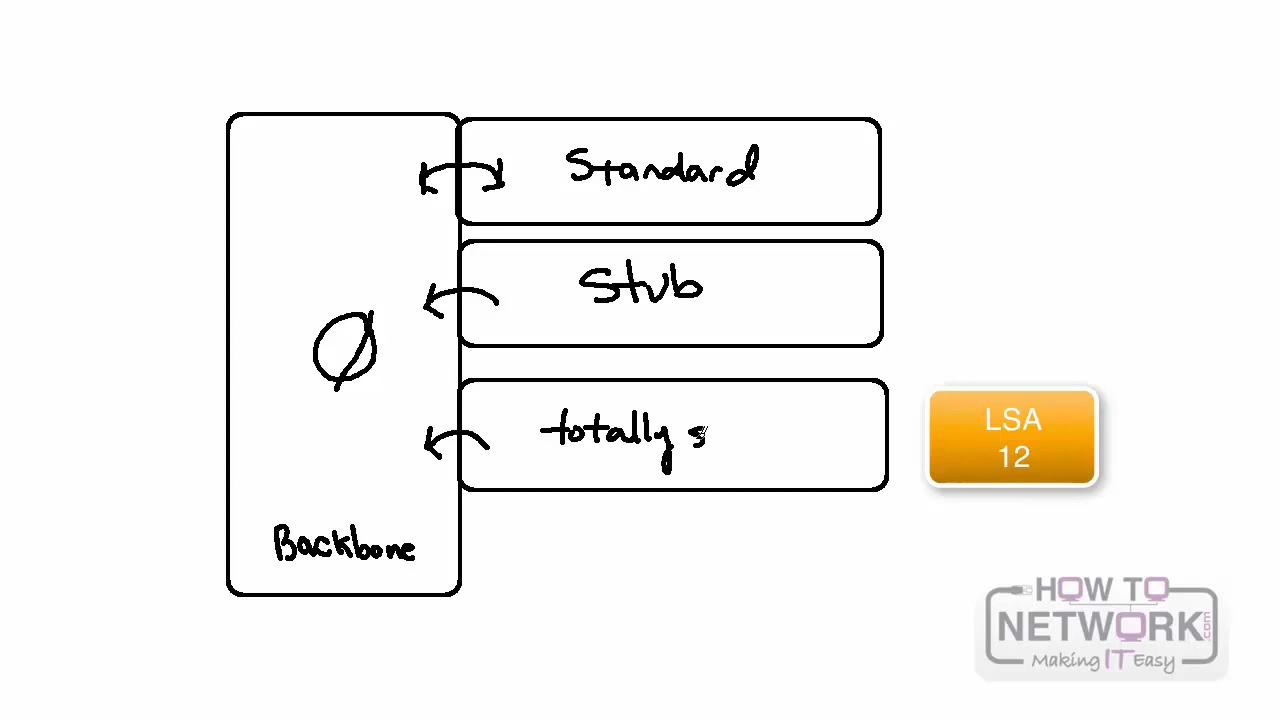 Standard
Stub
Ø
totally s
LSA
12
Backbone
HOW TO
NETWORK.com
Making IT Easy